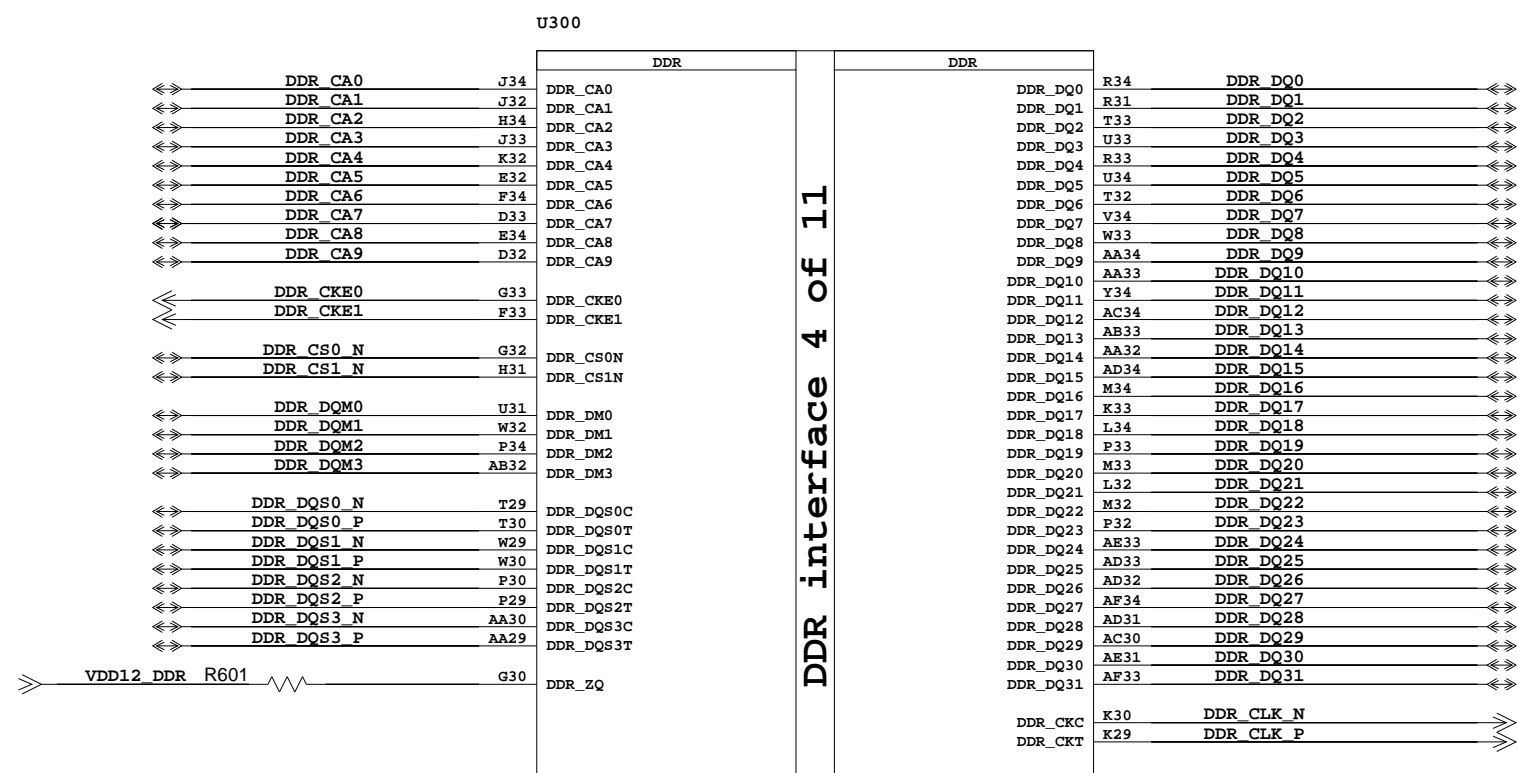 U300
DDR DDR
DDR_CA0 J34 DDR_CA0 DDR_DQ0 R34 DDR_DQ0
DDR_CA1 J32 DDR_CA1 DDR_DQ1 R31 DDR_DQ1
DDR_CA2 H34 DDR_CA2 DDR_DQ2 T33 DDR_DQ2
DDR_CA3 J33 DDR_CA3 DDR_DQ3 U33 DDR_DQ3
DDR_CA4 K32 DDR_CA4 DDR_DQ4 R33 DDR_DQ4
DDR_CA5 E32 DDR_CA5 DDR_DQ5 U34 DDR_DQ5
DDR_CA6 F34 DDR_CA6 DDR_DQ6 T32 DDR_DQ6
DDR_CA7 D33 DDR_CA7 DDR_DQ7 V34 DDR_DQ7
DDR_CA8 E34 DDR_CA8 DDR_DQ8 W33 DDR_DQ8
DDR_CA9 D32 DDR_CA9 DDR_DQ9 AA34 DDR_DQ9
DDR_DQ10 AA33 DDR_DQ10
DDR_CKE0 G33 DDR_CKE0 DDR_DQ11 Y34 DDR_DQ11
DDR_CKE1 F33 DDR_CKE1 DDR_DQ12 AC34 DDR_DQ12
DDR_DQ13 AB33 DDR_DQ13
DDR_CS0_N G32 DDR_CS0N DDR_DQ14 AA32 DDR_DQ14
DDR_CS1_N H31 DDR_CS1N DDR_DQ15 AD34 DDR_DQ15
DDR_DQ16 M34 DDR_DQ16
DDR_DQM0 U31 DDR_DM0 DDR_DQ17 K33 DDR_DQ17
DDR_DQM1 W32 DDR_DM1 DDR_DQ18 L34 DDR_DQ18
DDR_DQM2 P34 DDR_DM2 DDR_DQ19 P33 DDR_DQ19
DDR_DQM3 AB32 DDR_DM3 DDR_DQ20 M33 DDR_DQ20
DDR_DQ21 L32 DDR_DQ21
DDR_DQS0_N T29 DDR_DQS0C DDR_DQ22 M32 DDR_DQ22
DDR_DQS0_P T30 DDR_DQS0T DDR_DQ23 P32 DDR_DQ23
DDR_DQS1_N W29 DDR_DQS1C DDR_DQ24 AE33 DDR_DQ24
DDR_DQS1_P W30 DDR_DQS1T DDR_DQ25 AD33 DDR_DQ25
DDR_DQS2_N P30 DDR_DQS2C DDR_DQ26 AD32 DDR_DQ26
DDR_DQS2_P P29 DDR_DQS2T DDR_DQ27 AF34 DDR_DQ27
DDR_DQS3_N AA30 DDR_DQS3C DDR_DQ28 AD31 DDR_DQ28
DDR_DQS3_P AA29 DDR_DQS3T DDR_DQ29 AC30 DDR_DQ29
DDR_DQ30 AE31 DDR_DQ30
VDD12_DDR R601 G30 DDR_ZQ DDR_DQ31 AF33 DDR_DQ31
DDR_CKC K30 DDR_CLK_N
DDR_CKT K29 DDR_CLK_P
DDR interface 4 of 11